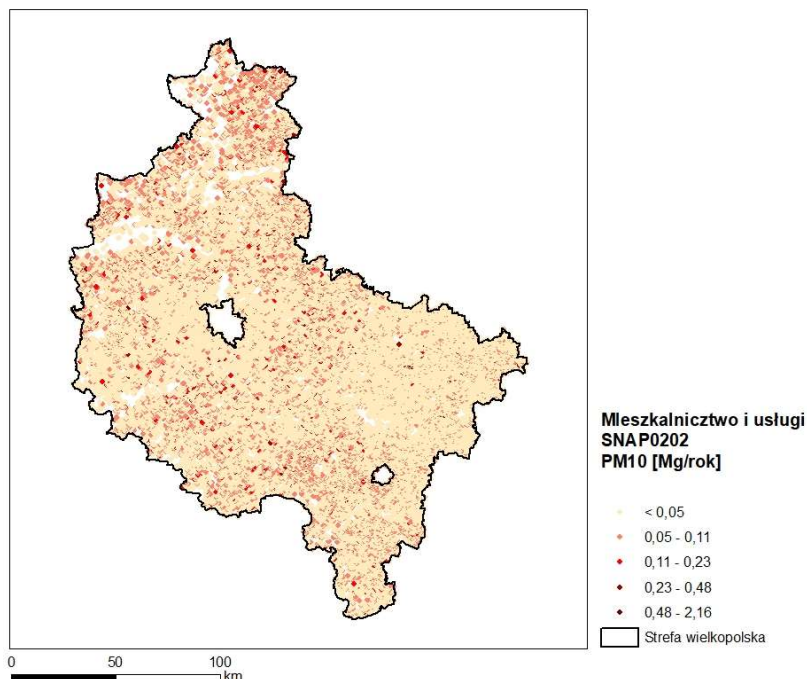 Mieszkalnictwo i usługi
SNAP0202
PM10 [Mg/rok]
< 0,05
0,05 - 0,11
0,11 - 0,23
0,23 - 0,48
0,48 - 2,16
Strefa wielkopolska
0 50 100
km